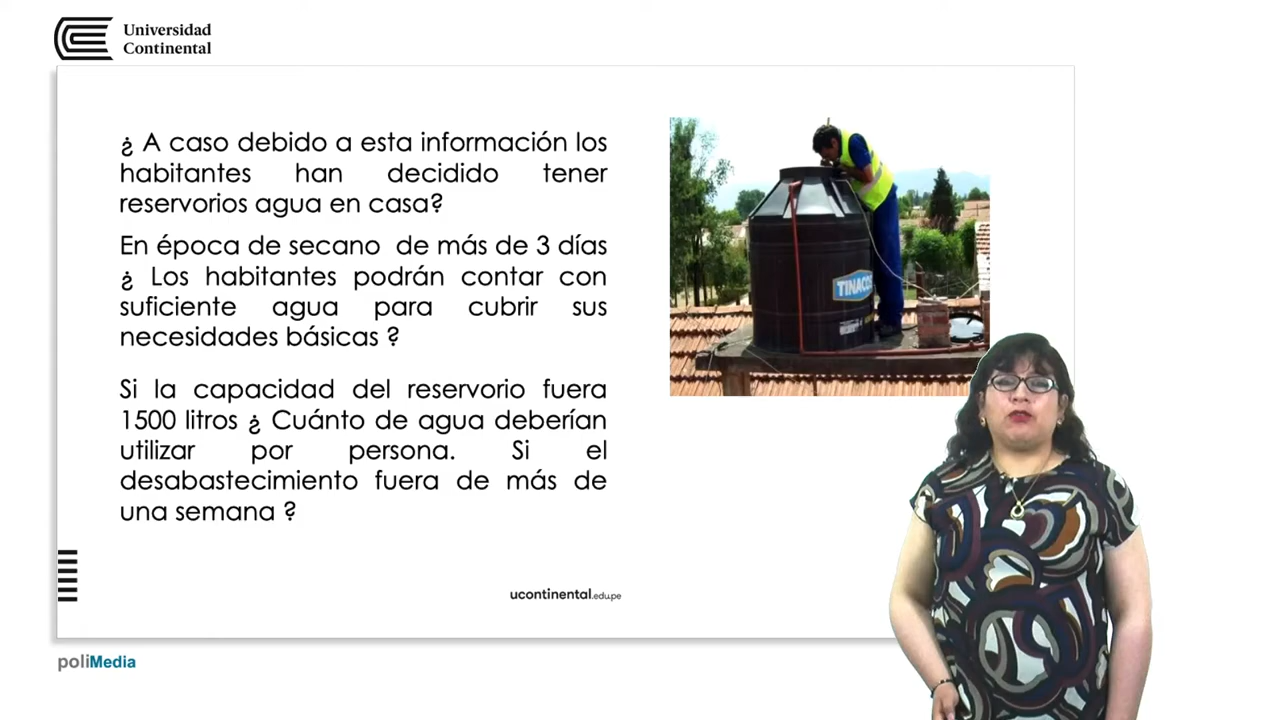 Universidad
Continental
¿ A caso debido a esta información los
habitantes han decidido tener
reservorios agua en casa?
En época de secano de más de 3 días
¿ Los habitantes podrán contar con
suficiente agua para cubrir sus
necesidades básicas ?
Si la capacidad del reservorio fuera
1500 litros ¿ Cuánto de agua deberían
utilizar por persona. Si el
desabastecimiento fuera de más de
una semana ?
TINACOS
ucontinental.edu.pe
poliMedia